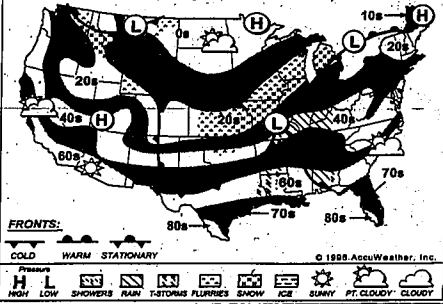 10s
H
L
H
0s
L
20s
20s
20s
40s
H
L
40s
60s
60s
70s
70s
80s
80s
FRONTS:
COLD WARM STATIONARY
© 1996 AccuWeather, Inc.
Pressure
H L
HIGH LOW SHOWERS RAIN T-STORMS FLURRIES SNOW ICE SUNNY PT. CLOUDY CLOUDY